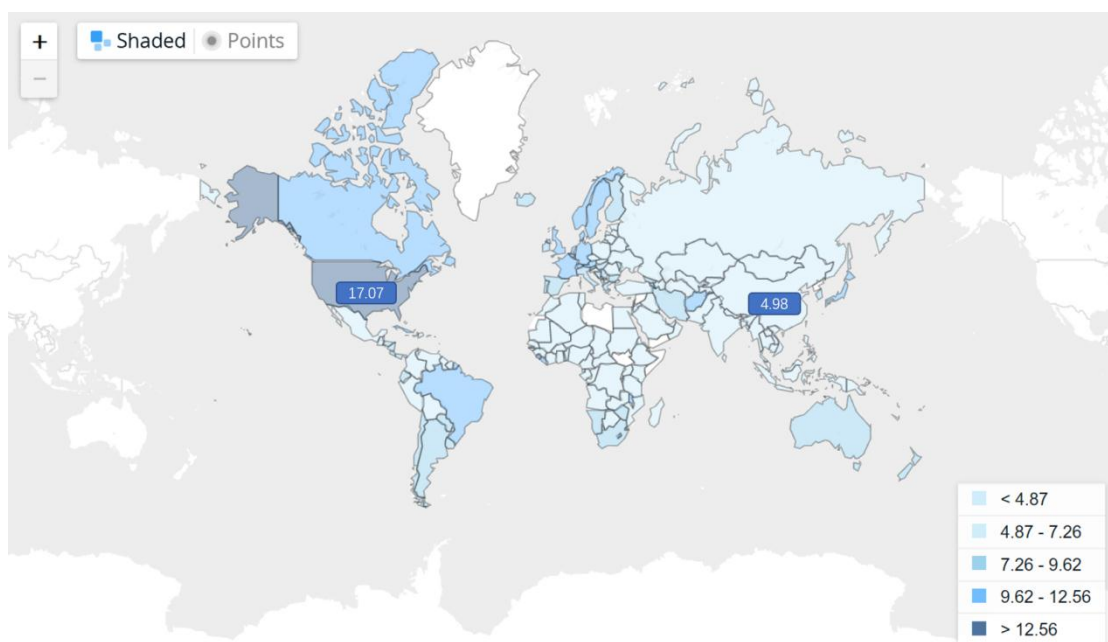 +
Shaded
Points
−
17.07
4.98
< 4.87
4.87 - 7.26
7.26 - 9.62
9.62 - 12.56
> 12.56